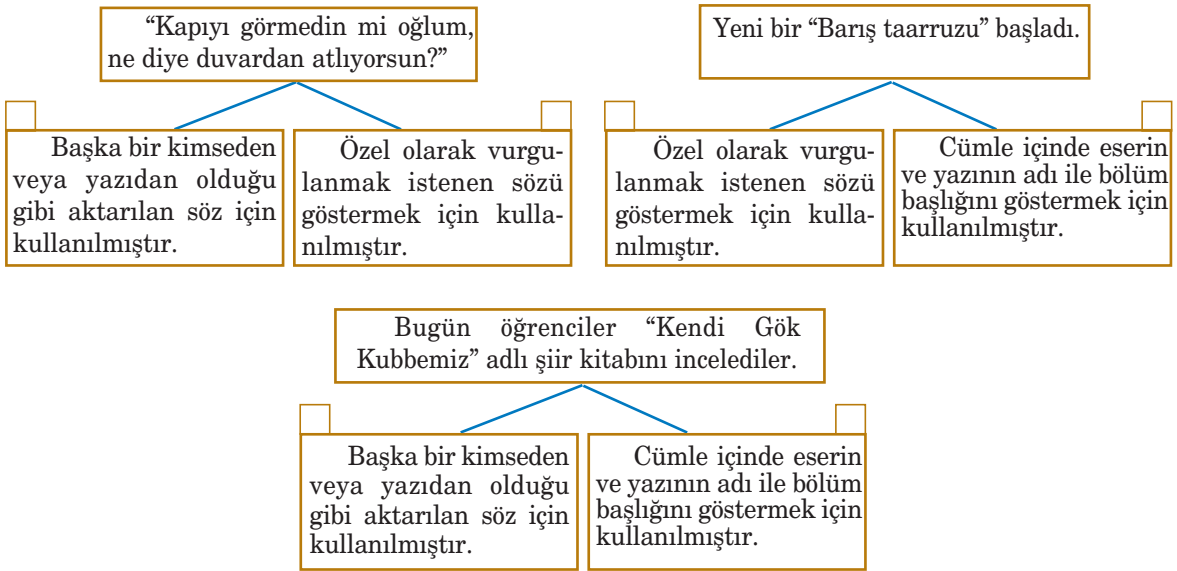 “Kapıyı görmedin mi oğlum,
ne diye duvardan atlıyorsun?”
Başka bir kimseden
veya yazıdan olduğu
gibi aktarılan söz için
kullanılmıştır.
Özel olarak vurgu-
lanmak istenen sözü
göstermek için kulla-
nılmıştır.
Yeni bir “Barış taarruzu” başladı.
Özel olarak vurgu-
lanmak istenen sözü
göstermek için kulla-
nılmıştır.
Cümle içinde eserin
ve yazının adı ile bölüm
başlığını göstermek için
kullanılmıştır.
Bugün öğrenciler “Kendi Gök
Kubbemiz” adlı şiir kitabını incelediler.
Başka bir kimseden
veya yazıdan olduğu
gibi aktarılan söz için
kullanılmıştır.
Cümle içinde eserin
ve yazının adı ile bölüm
başlığını göstermek için
kullanılmıştır.